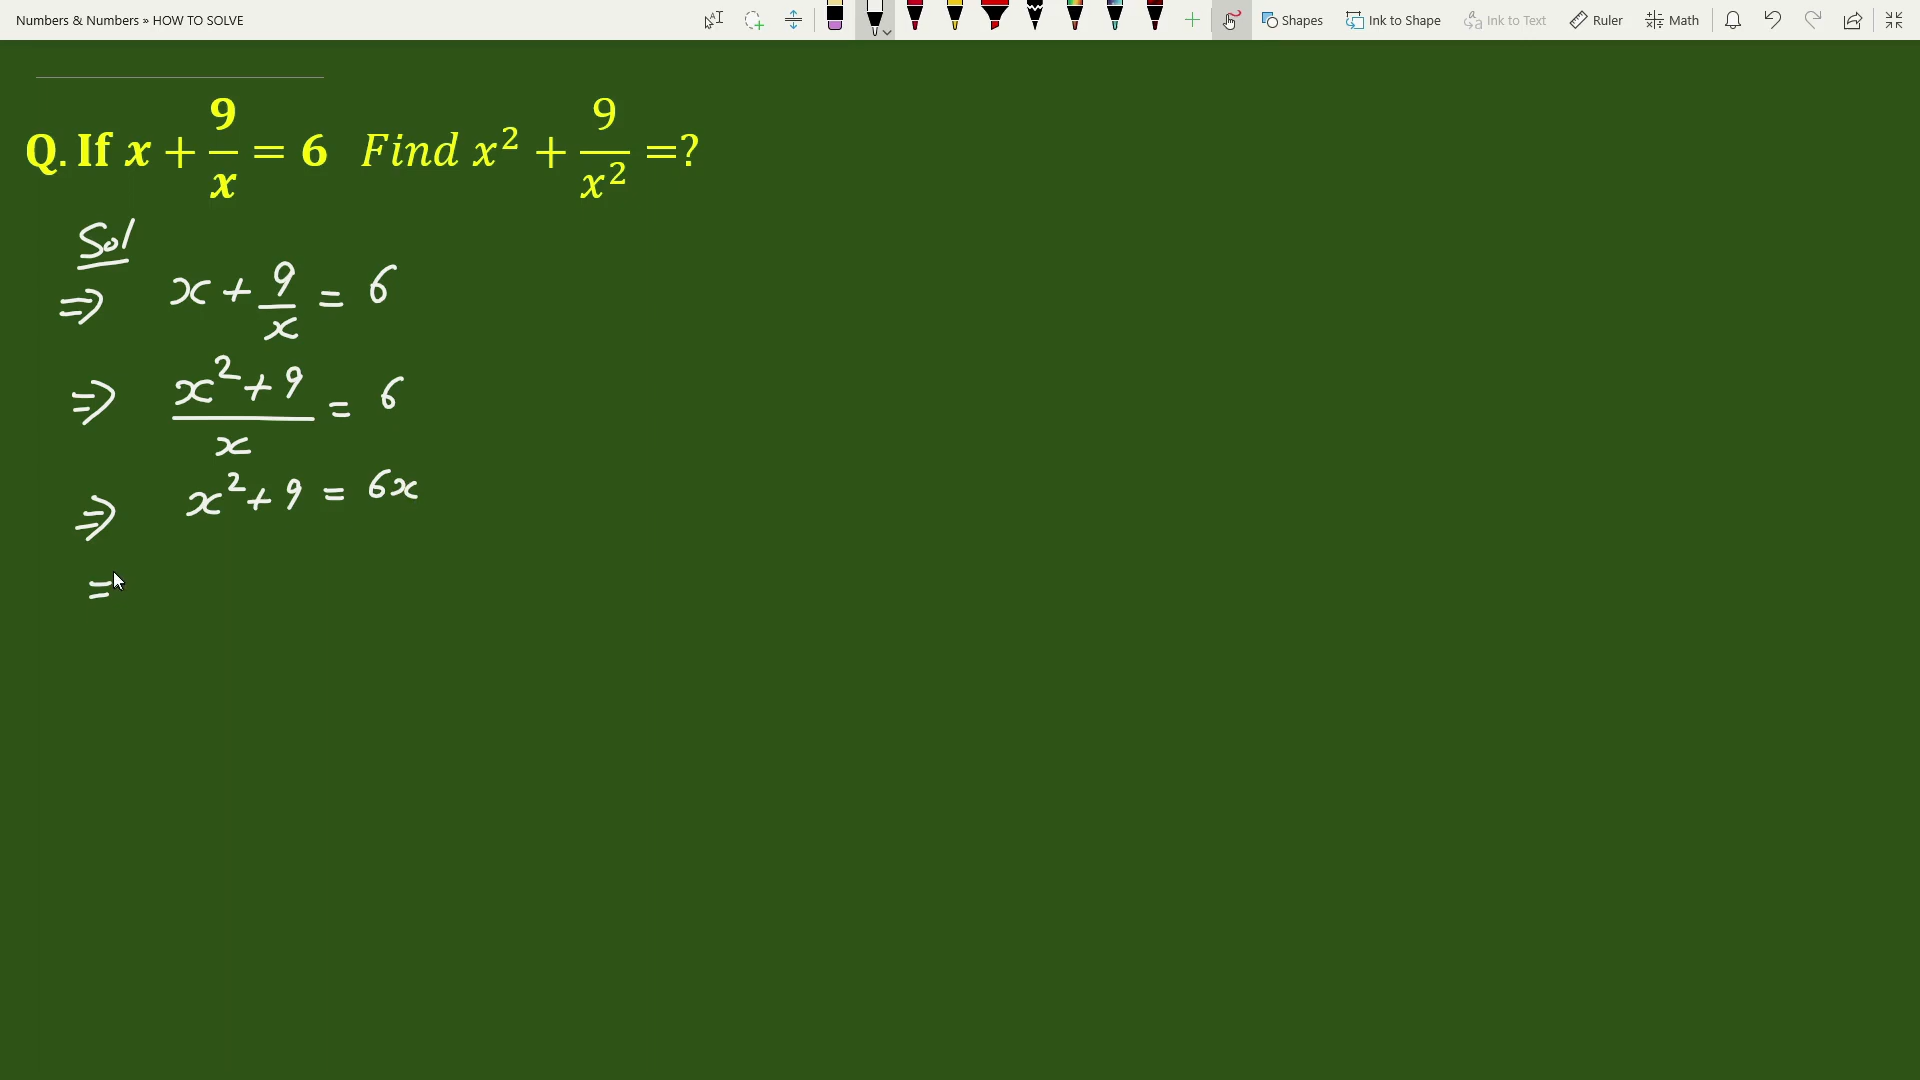 Numbers & Numbers » HOW TO SOLVE
Shapes
Ink to Shape
Ink to Text
Ruler
Math
Q. If x + 9/x = 6 Find x² + 9/x² =?
Sol
⇒ x + 9/x = 6
⇒ (x² + 9)/x = 6
⇒ x² + 9 = 6x
=